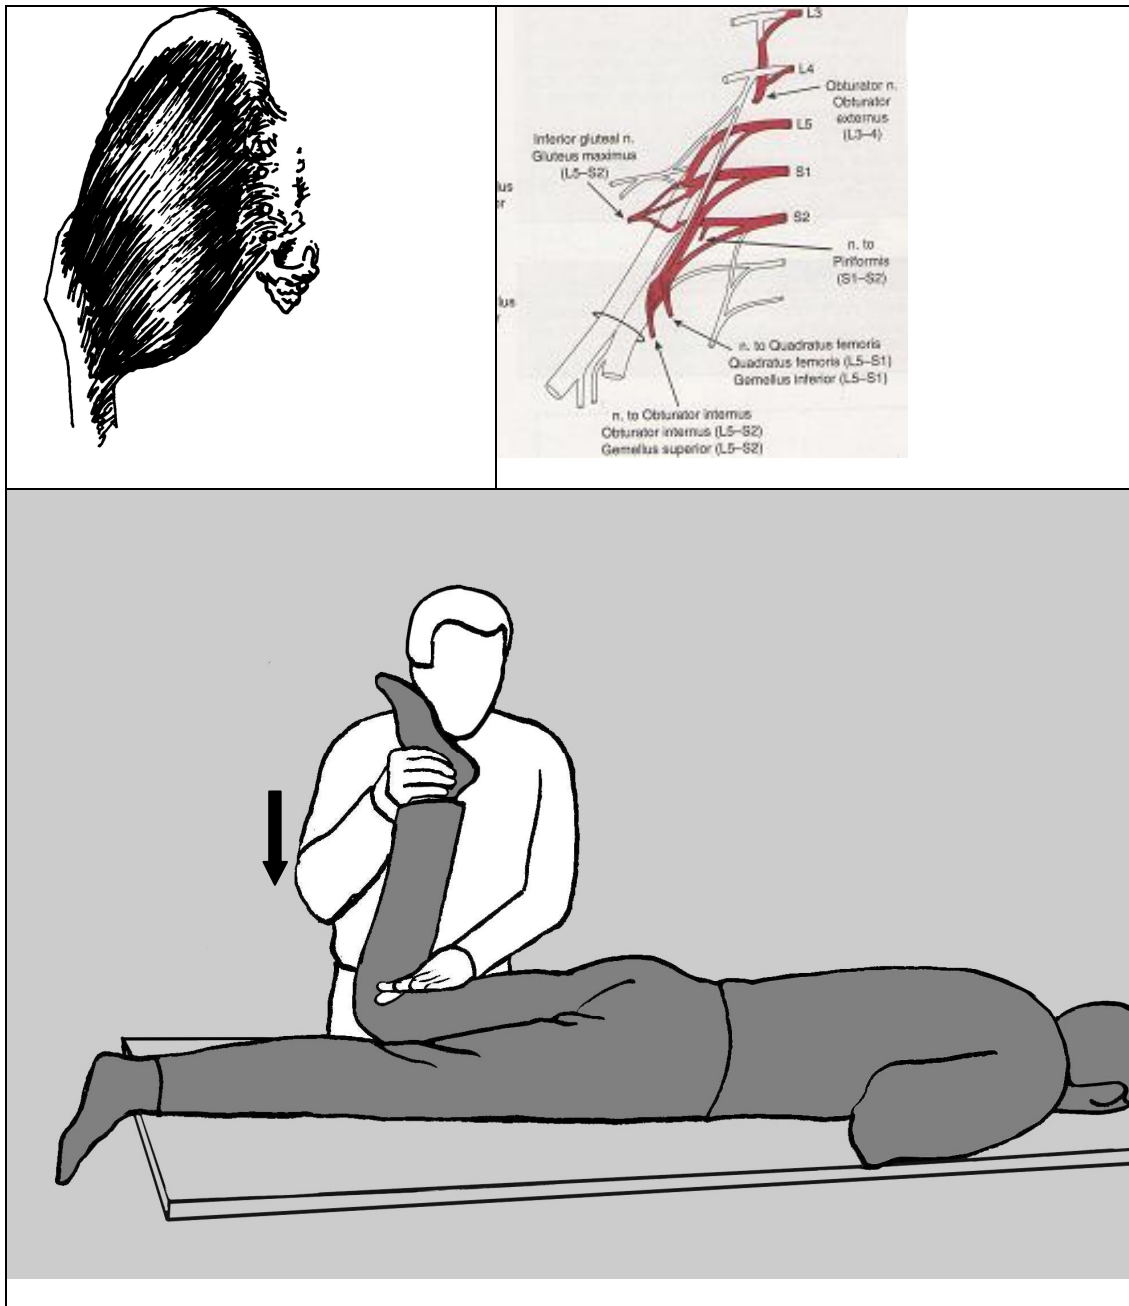 L3
L4
Obturator n.
Obturator
externus
(L3–4)
L5
Inferior gluteal n.
Gluteus maximus
(L5–S2)
S1
S2
n. to
Piriformis
(S1–S2)
n. to Quadratus femoris
Quadratus femoris (L5–S1)
Gemellus inferior (L5–S1)
n. to Obturator internus
Obturator internus (L5–S2)
Gemellus superior (L5–S2)